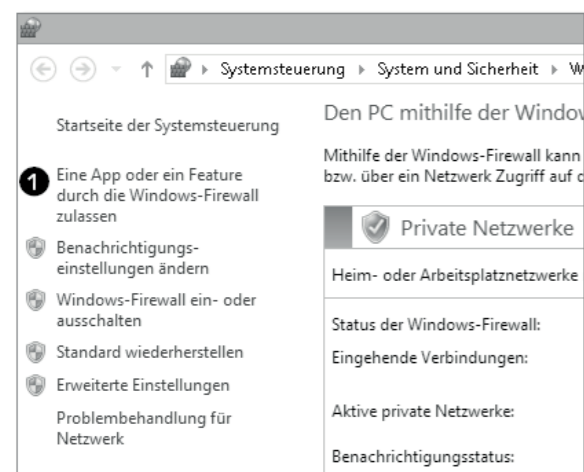 Systemsteuerung ▸ System und Sicherheit ▸
Startseite der Systemsteuerung
1 Eine App oder ein Feature
durch die Windows-Firewall
zulassen
Benachrichtigungs-
einstellungen ändern
Windows-Firewall ein- oder
ausschalten
Standard wiederherstellen
Erweiterte Einstellungen
Problembehandlung für
Netzwerk
Den PC mithilfe der
Mithilfe der Windows-Firewall kann
bzw. über ein Netzwerk Zugriff auf
Private Netzwerke
Heim- oder Arbeitsplatznetzwerke
Status der Windows-Firewall:
Eingehende Verbindungen:
Aktive private Netzwerke:
Benachrichtigungsstatus: